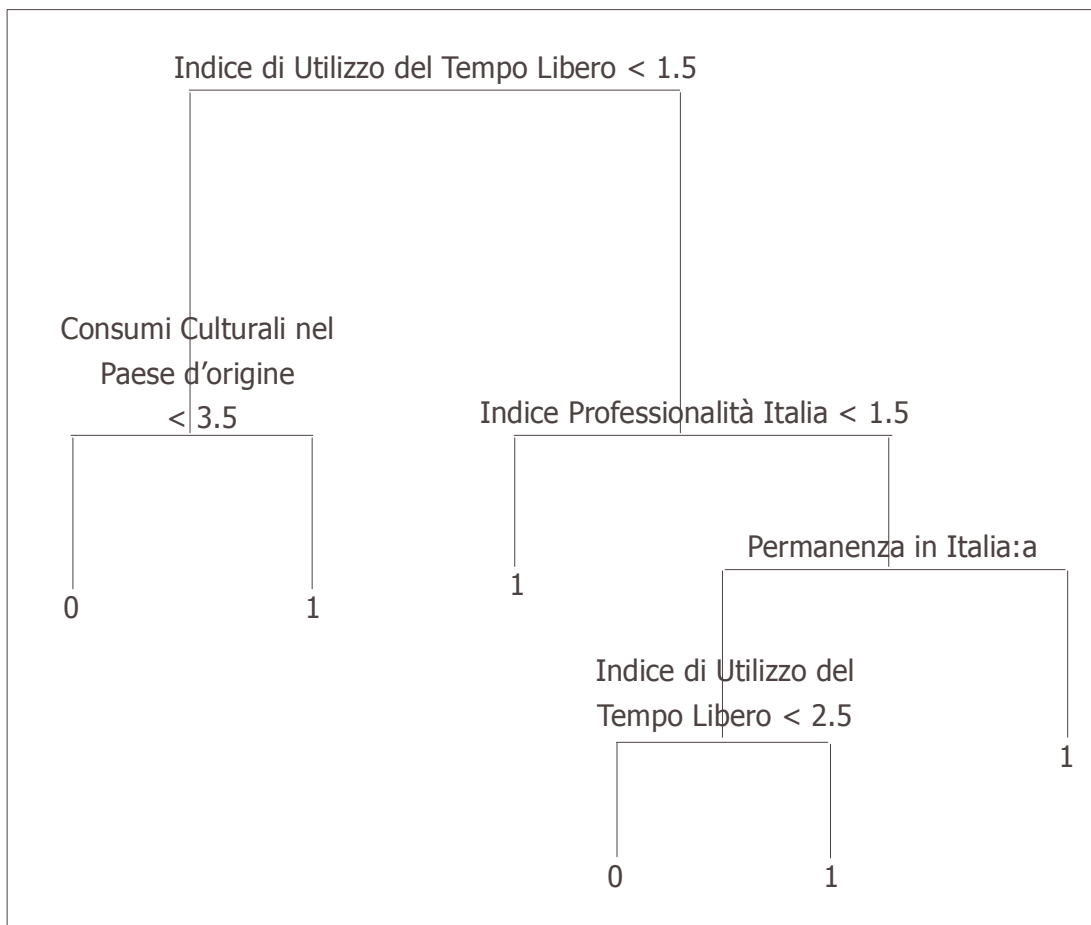 Indice di Utilizzo del Tempo Libero < 1.5
Consumi Culturali nel
Paese d’origine
< 3.5
Indice Professionalità Italia < 1.5
Permanenza in Italia:a
0
1
1
Indice di Utilizzo del
Tempo Libero < 2.5
1
0
1